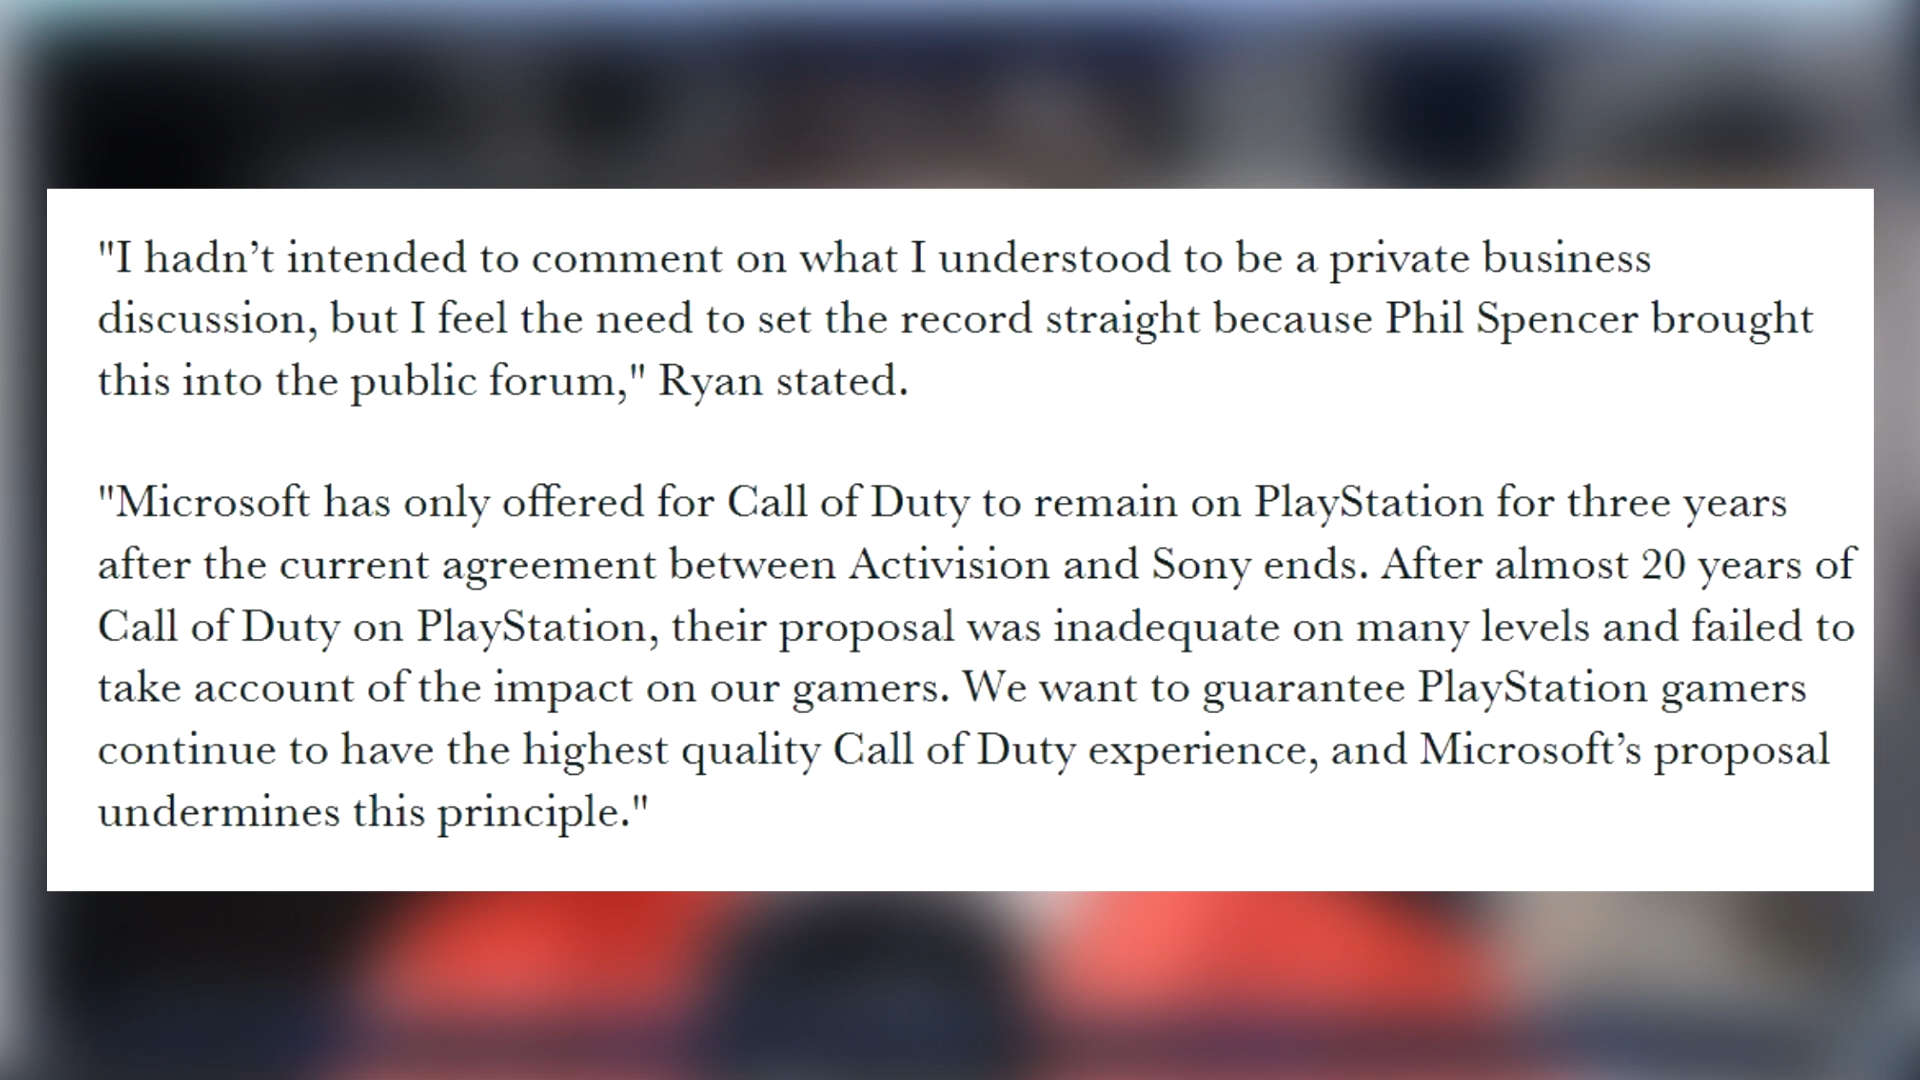 "I hadn’t intended to comment on what I understood to be a private business
discussion, but I feel the need to set the record straight because Phil Spencer brought
this into the public forum," Ryan stated.
"Microsoft has only offered for Call of Duty to remain on PlayStation for three years
after the current agreement between Activision and Sony ends. After almost 20 years of
Call of Duty on PlayStation, their proposal was inadequate on many levels and failed to
take account of the impact on our gamers. We want to guarantee PlayStation gamers
continue to have the highest quality Call of Duty experience, and Microsoft’s proposal
undermines this principle."